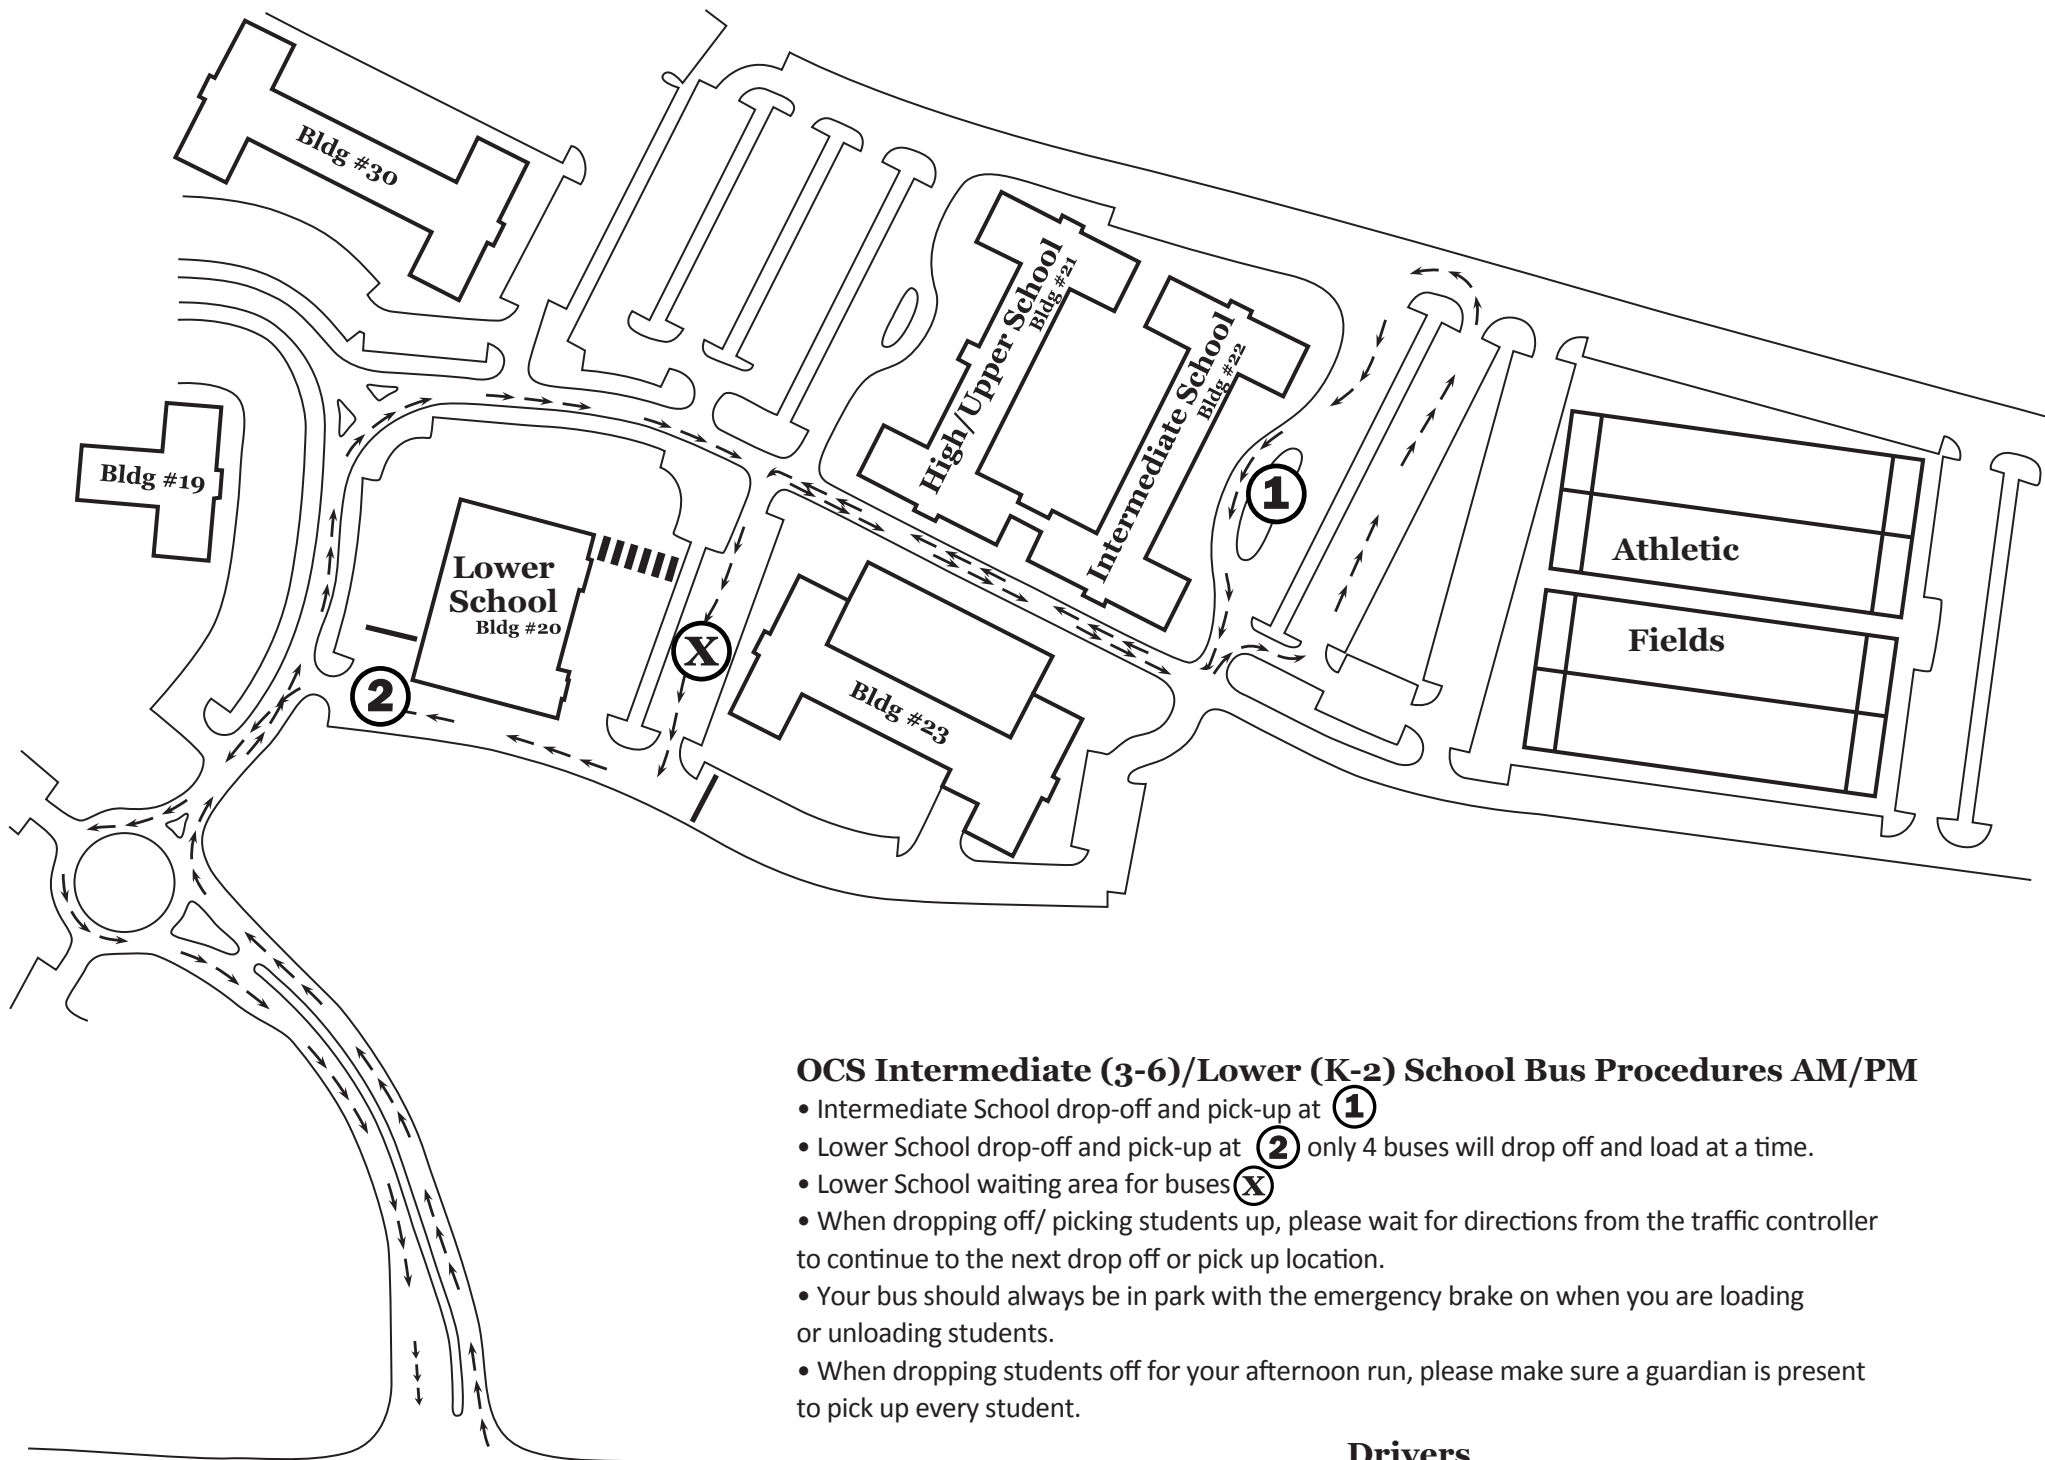 Bldg #30
Bldg #19
High/Upper School
Bldg #21
Intermediate School
Bldg #22
1
Athletic
Fields
Lower
School
Bldg #20
X
2
Bldg #23
OCS Intermediate (3-6)/Lower (K-2) School Bus Procedures AM/PM
• Intermediate School drop-off and pick-up at 1
• Lower School drop-off and pick-up at 2 only 4 buses will drop off and load at a time.
• Lower School waiting area for buses X
• When dropping off/ picking students up, please wait for directions from the traffic controller
to continue to the next drop off or pick up location.
• Your bus should always be in park with the emergency brake on when you are loading
or unloading students.
• When dropping students off for your afternoon run, please make sure a guardian is present
to pick up every student.
Drivers